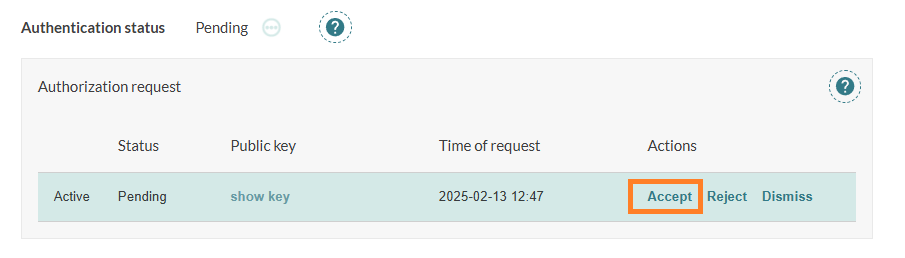 Authentication status Pending ?
Authorization request ?
Status Public key Time of request Actions
Active Pending show key 2025-02-13 12:47 Accept Reject Dismiss